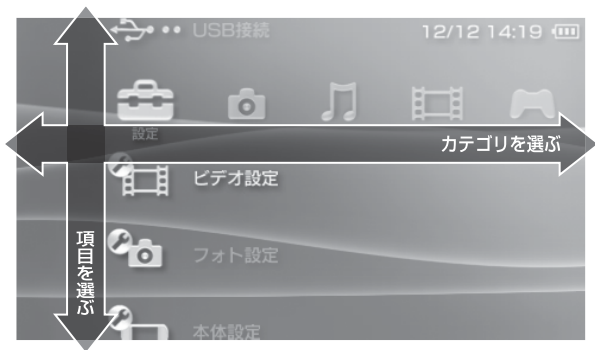 USB接続
12/12 14:19
設定
カテゴリを選ぶ
ビデオ設定
項目を選ぶ
フォト設定
本体設定